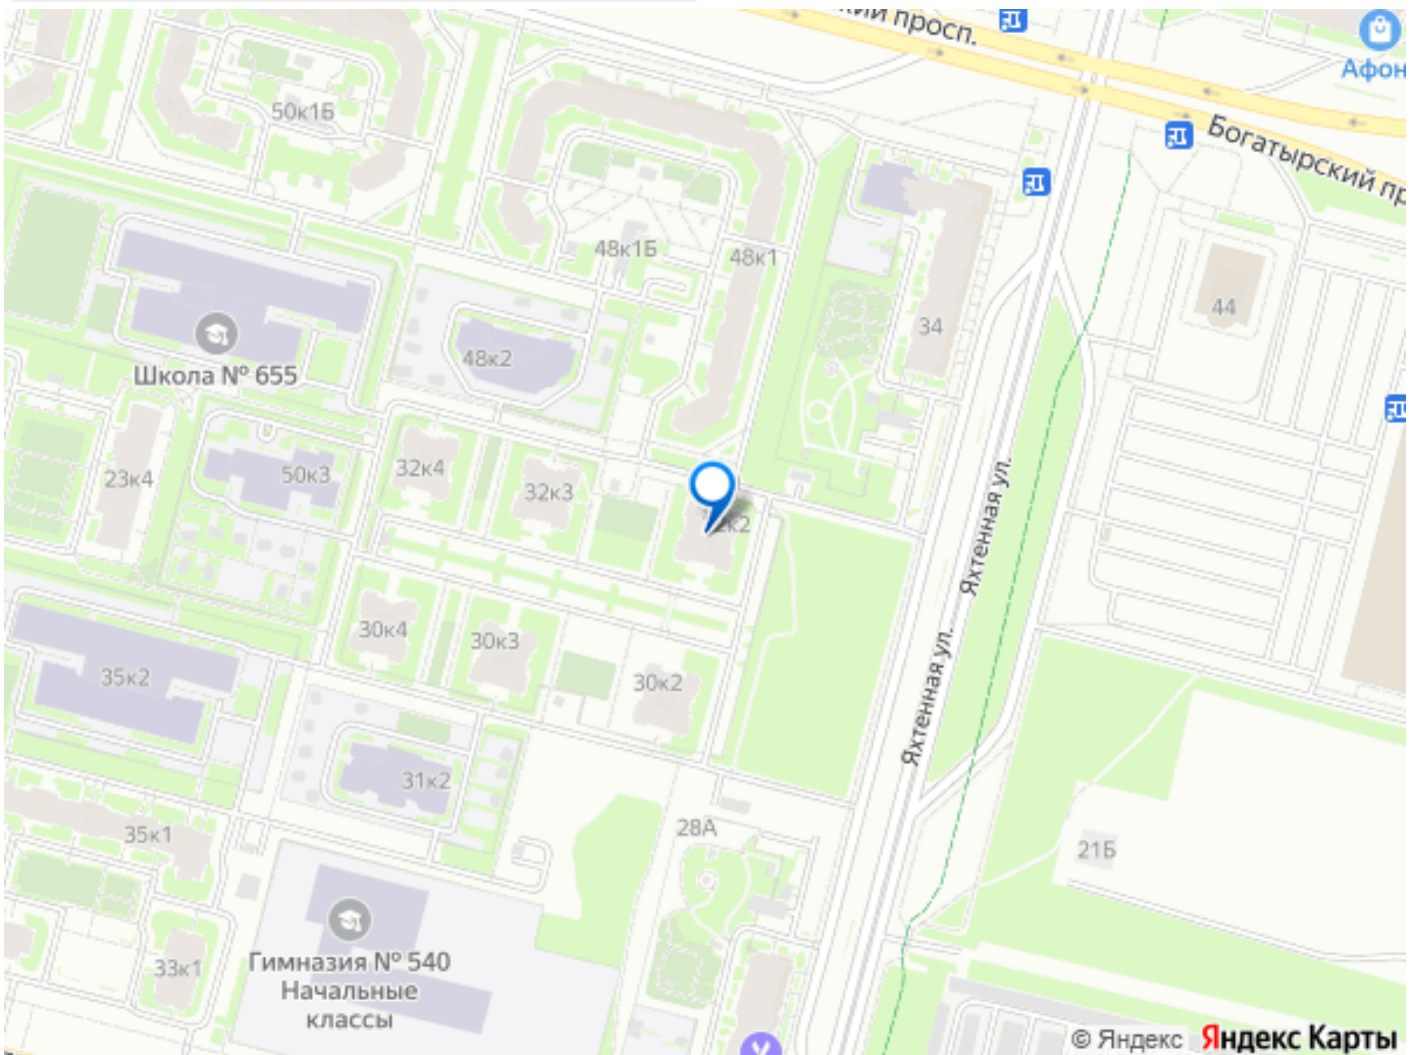 кий просп.
Афон
50к1Б
Богатырский пр
48к1Б
48к1
44
34
48к2
Школа № 655
32к4
50к3
23к4
32к3
2к2
Яхтенная ул.
30к4
30к3
35к2
30к2
Яхтенная ул.
31к2
28А
35к1
21Б
Гимназия № 540
Начальные
классы
33к1
© Яндекс Яндекс Карты